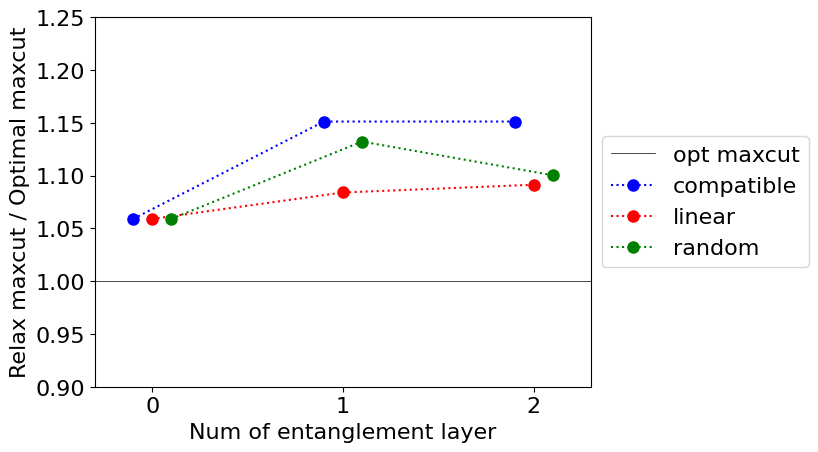 Relax maxcut / Optimal maxcut
1.25
1.20
1.15
1.10
1.05
1.00
0.95
0.90
0 1 2
Num of entanglement layer
opt maxcut
compatible
linear
random